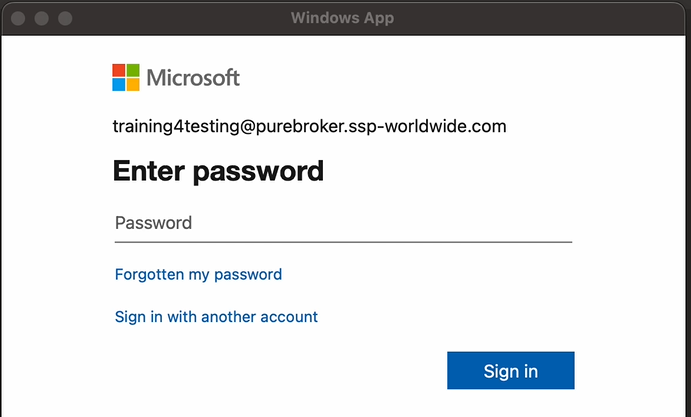 Windows App
Microsoft
training4testing@purebroker.ssp-worldwide.com
Enter password
Password
Forgotten my password
Sign in with another account
Sign in